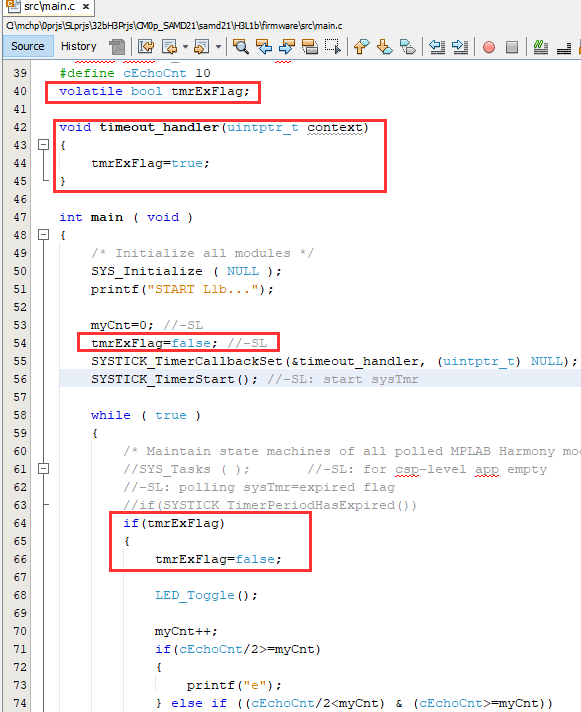 src\main.c x
C:\mchp\0prjs\SLprjs\32bH3Prjs\CM0p_SAMD21\samd21\H3L1b\firmware\src\main.c
Source History
39 #define cEchoCnt 10
40 volatile bool tmrExFlag;
41
42 void timeout_handler(uintptr_t context)
43 {
44 tmrExFlag=true;
45 }
46
47 int main ( void )
48 {
49 /* Initialize all modules */
50 SYS_Initialize ( NULL );
51 printf("START L1b...");
52
53 myCnt=0; //-SL
54 tmrExFlag=false; //-SL
55 SYSTICK_TimerCallbackSet(&timeout_handler, (uintptr_t) NULL);
56 SYSTICK_TimerStart(); //-SL: start sysTmr
57
58 while ( true )
59 {
60 /* Maintain state machines of all polled MPLAB Harmony mo
61 //SYS_Tasks ( ); //-SL: for csp-level app empty
62 //-SL: polling sysTmr=expired flag
63 //if(SYSTICK_TimerPeriodHasExpired())
64 if(tmrExFlag)
65 {
66 tmrExFlag=false;
67
68 LED_Toggle();
69
70 myCnt++;
71 if(cEchoCnt/2>=myCnt)
72 {
73 printf("e");
74 } else if ((cEchoCnt/2<myCnt) & (cEchoCnt>=myCnt))